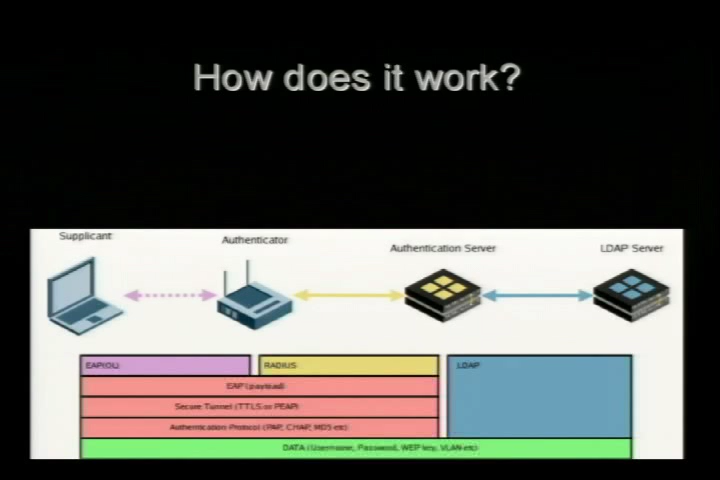 How does it work?
Supplicant
Authenticator
Authentication Server
LDAP Server
EAP(OL)
RADIUS
LDAP
EAP (payload)
Secure Tunnel (TTLS or PEAP)
Authentication Protocol (PAP, CHAP, MD5 etc)
DATA (Username, Password, WEP key, VLAN etc)